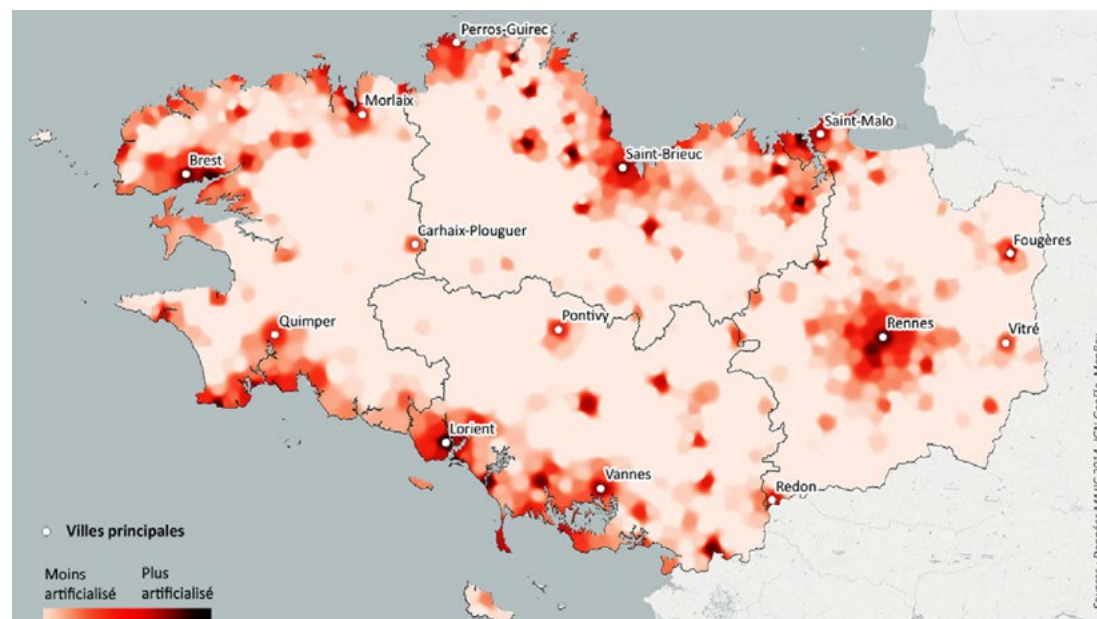 Perros-Guirec
Morlaix
Saint-Malo
Brest
Saint-Brieuc
Carhaix-Plouguer
Fougères
Quimper
Pontivy
Rennes
Vitré
Lorient
Vannes
Redon
Villes principales
Moins
artificialisé
Plus
artificialisé